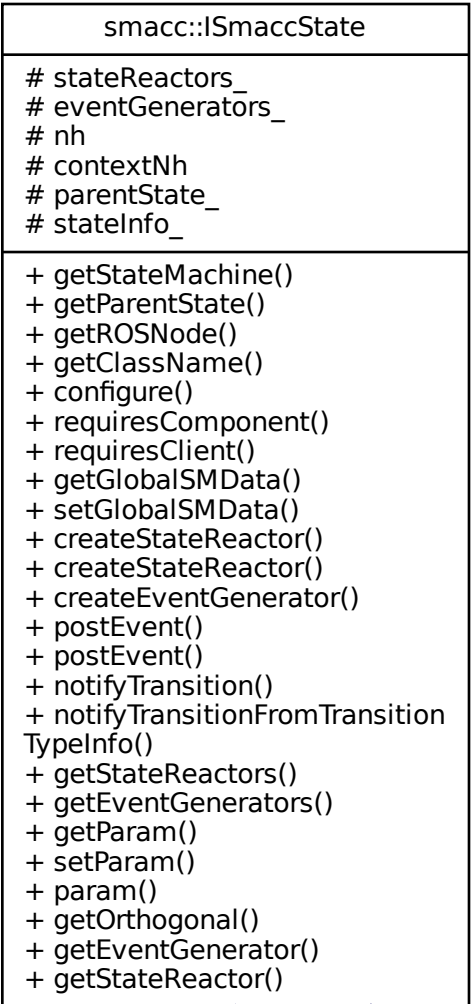 smacc::ISmaccState
# stateReactors_
# eventGenerators_
# nh
# contextNh
# parentState_
# stateInfo_
+ getStateMachine()
+ getParentState()
+ getROSNode()
+ getClassName()
+ configure()
+ requiresComponent()
+ requiresClient()
+ getGlobalSMData()
+ setGlobalSMData()
+ createStateReactor()
+ createStateReactor()
+ createEventGenerator()
+ postEvent()
+ postEvent()
+ notifyTransition()
+ notifyTransitionFromTransition
TypeInfo()
+ getStateReactors()
+ getEventGenerators()
+ getParam()
+ setParam()
+ param()
+ getOrthogonal()
+ getEventGenerator()
+ getStateReactor()